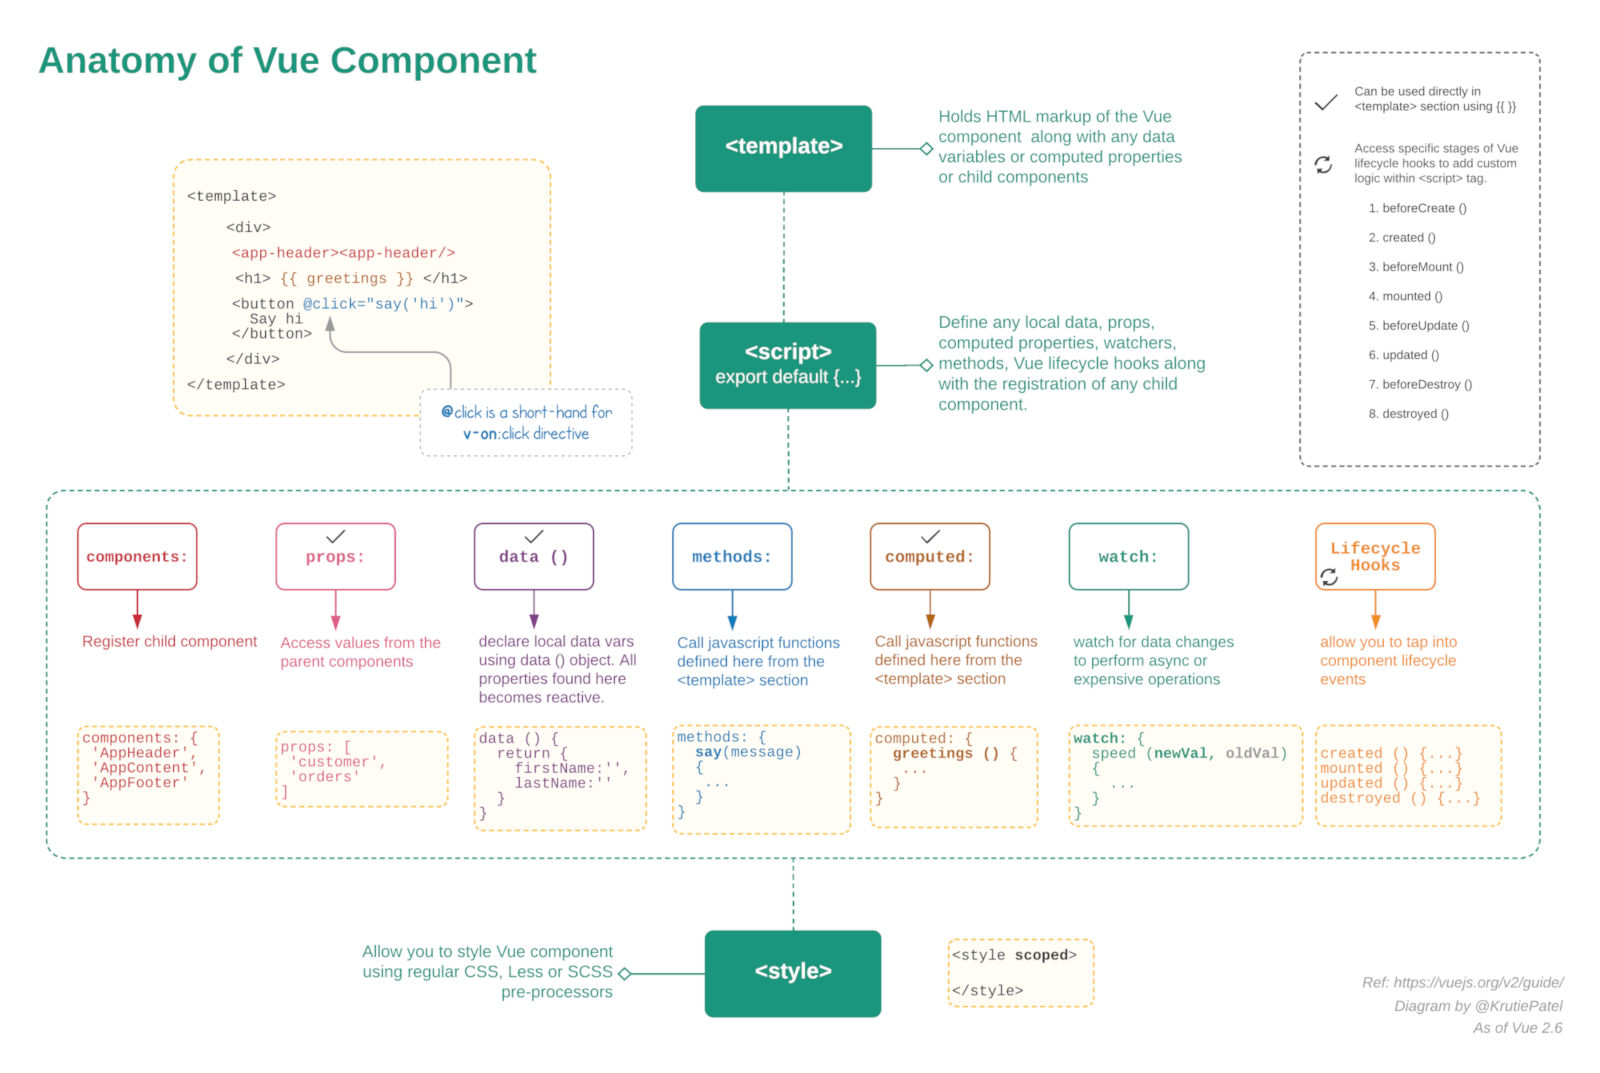 Anatomy of Vue Component
<template>
<div>
<app-header><app-header/>
<h1> {{ greetings }} </h1>
<button @click="say('hi')">
Say hi
</button>
</div>
</template>
@click is a short-hand for
v-on:click directive
<template>
Holds HTML markup of the Vue
component along with any data
variables or computed properties
or child components
<script>
export default {...}
Define any local data, props,
computed properties, watchers,
methods, Vue lifecycle hooks along
with the registration of any child
component.
Can be used directly in
<template> section using {{ }}
Access specific stages of Vue
lifecycle hooks to add custom
logic within <script> tag.
1. beforeCreate ()
2. created ()
3. beforeMount ()
4. mounted ()
5. beforeUpdate ()
6. updated ()
7. beforeDestroy ()
8. destroyed ()
components:
Register child component
components: {
'AppHeader',
'AppContent',
'AppFooter'
}
props:
Access values from the
parent components
props: [
'customer',
'orders'
]
data ()
declare local data vars
using data () object. All
properties found here
becomes reactive.
data () {
return {
firstName:'',
lastName:''
}
}
methods:
Call javascript functions
defined here from the
<template> section
methods: {
say(message)
{
...
}
}
computed:
Call javascript functions
defined here from the
<template> section
computed: {
greetings () {
...
}
}
watch:
watch for data changes
to perform async or
expensive operations
watch: {
speed (newVal, oldVal)
{
...
}
}
Lifecycle
Hooks
allow you to tap into
component lifecycle
events
created () {...}
mounted () {...}
updated () {...}
destroyed () {...}
Allow you to style Vue component
using regular CSS, Less or SCSS
pre-processors
<style>
<style scoped>
</style>
Ref: https://vuejs.org/v2/guide/
Diagram by @KrutiePatel
As of Vue 2.6